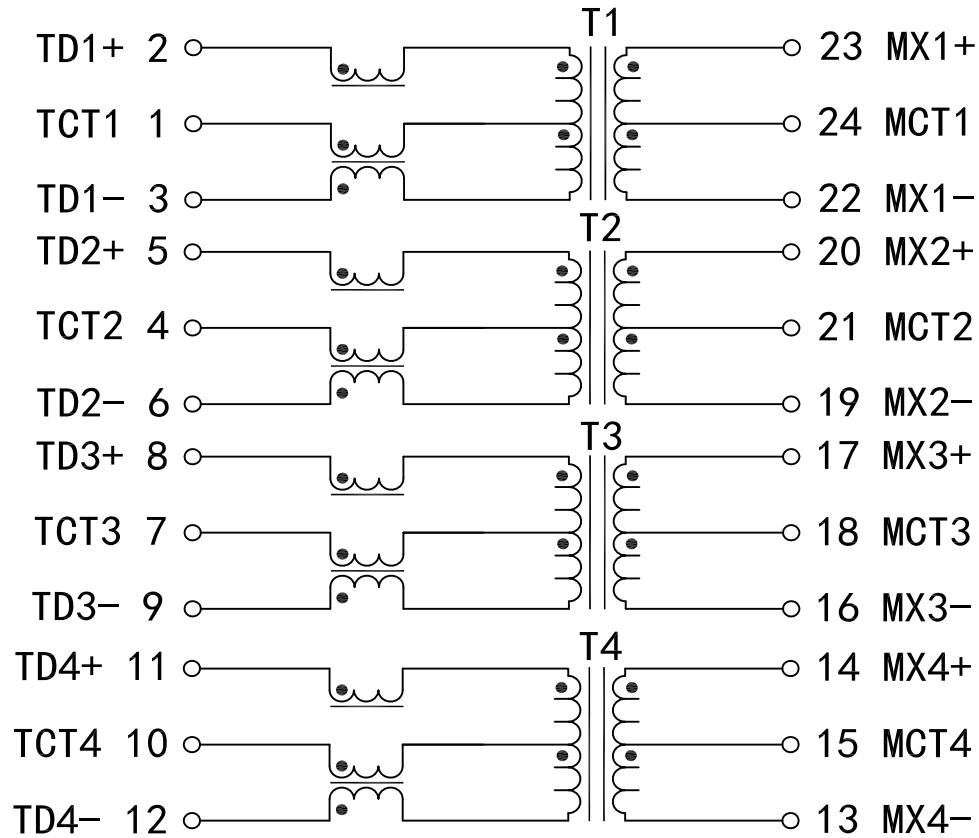 T1
TD1+ 2 23 MX1+
TCT1 1 24 MCT1
TD1- 3 22 MX1-
T2
TD2+ 5 20 MX2+
TCT2 4 21 MCT2
TD2- 6 19 MX2-
T3
TD3+ 8 17 MX3+
TCT3 7 18 MCT3
TD3- 9 16 MX3-
T4
TD4+ 11 14 MX4+
TCT4 10 15 MCT4
TD4- 12 13 MX4-